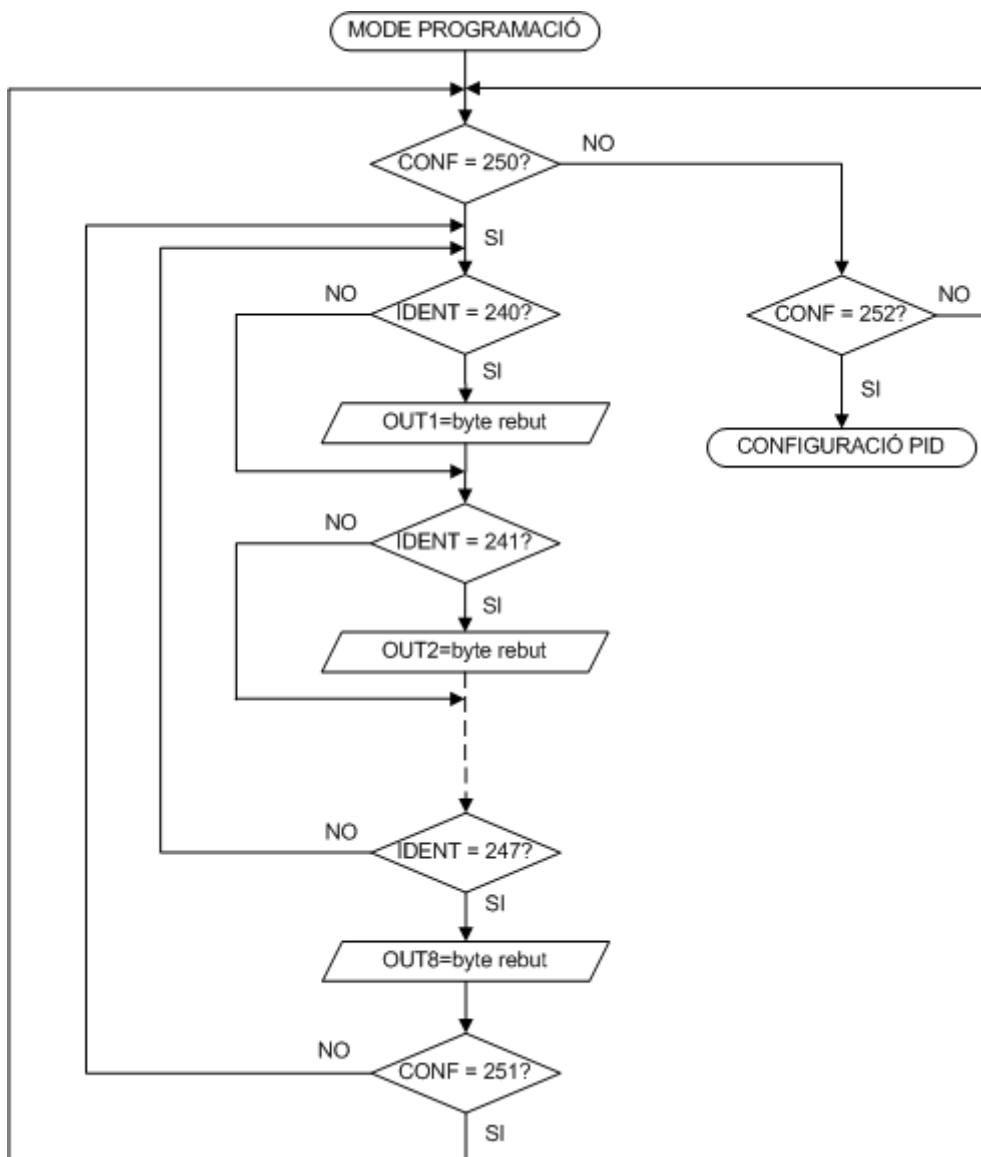 MODE PROGRAMACIÓ
CONF = 250?
NO
SI
IDENT = 240?
NO
SI
CONF = 252?
NO
SI
OUT1=byte rebut
CONFIGURACIÓ PID
IDENT = 241?
NO
SI
OUT2=byte rebut
IDENT = 247?
NO
SI
OUT8=byte rebut
CONF = 251?
NO
SI